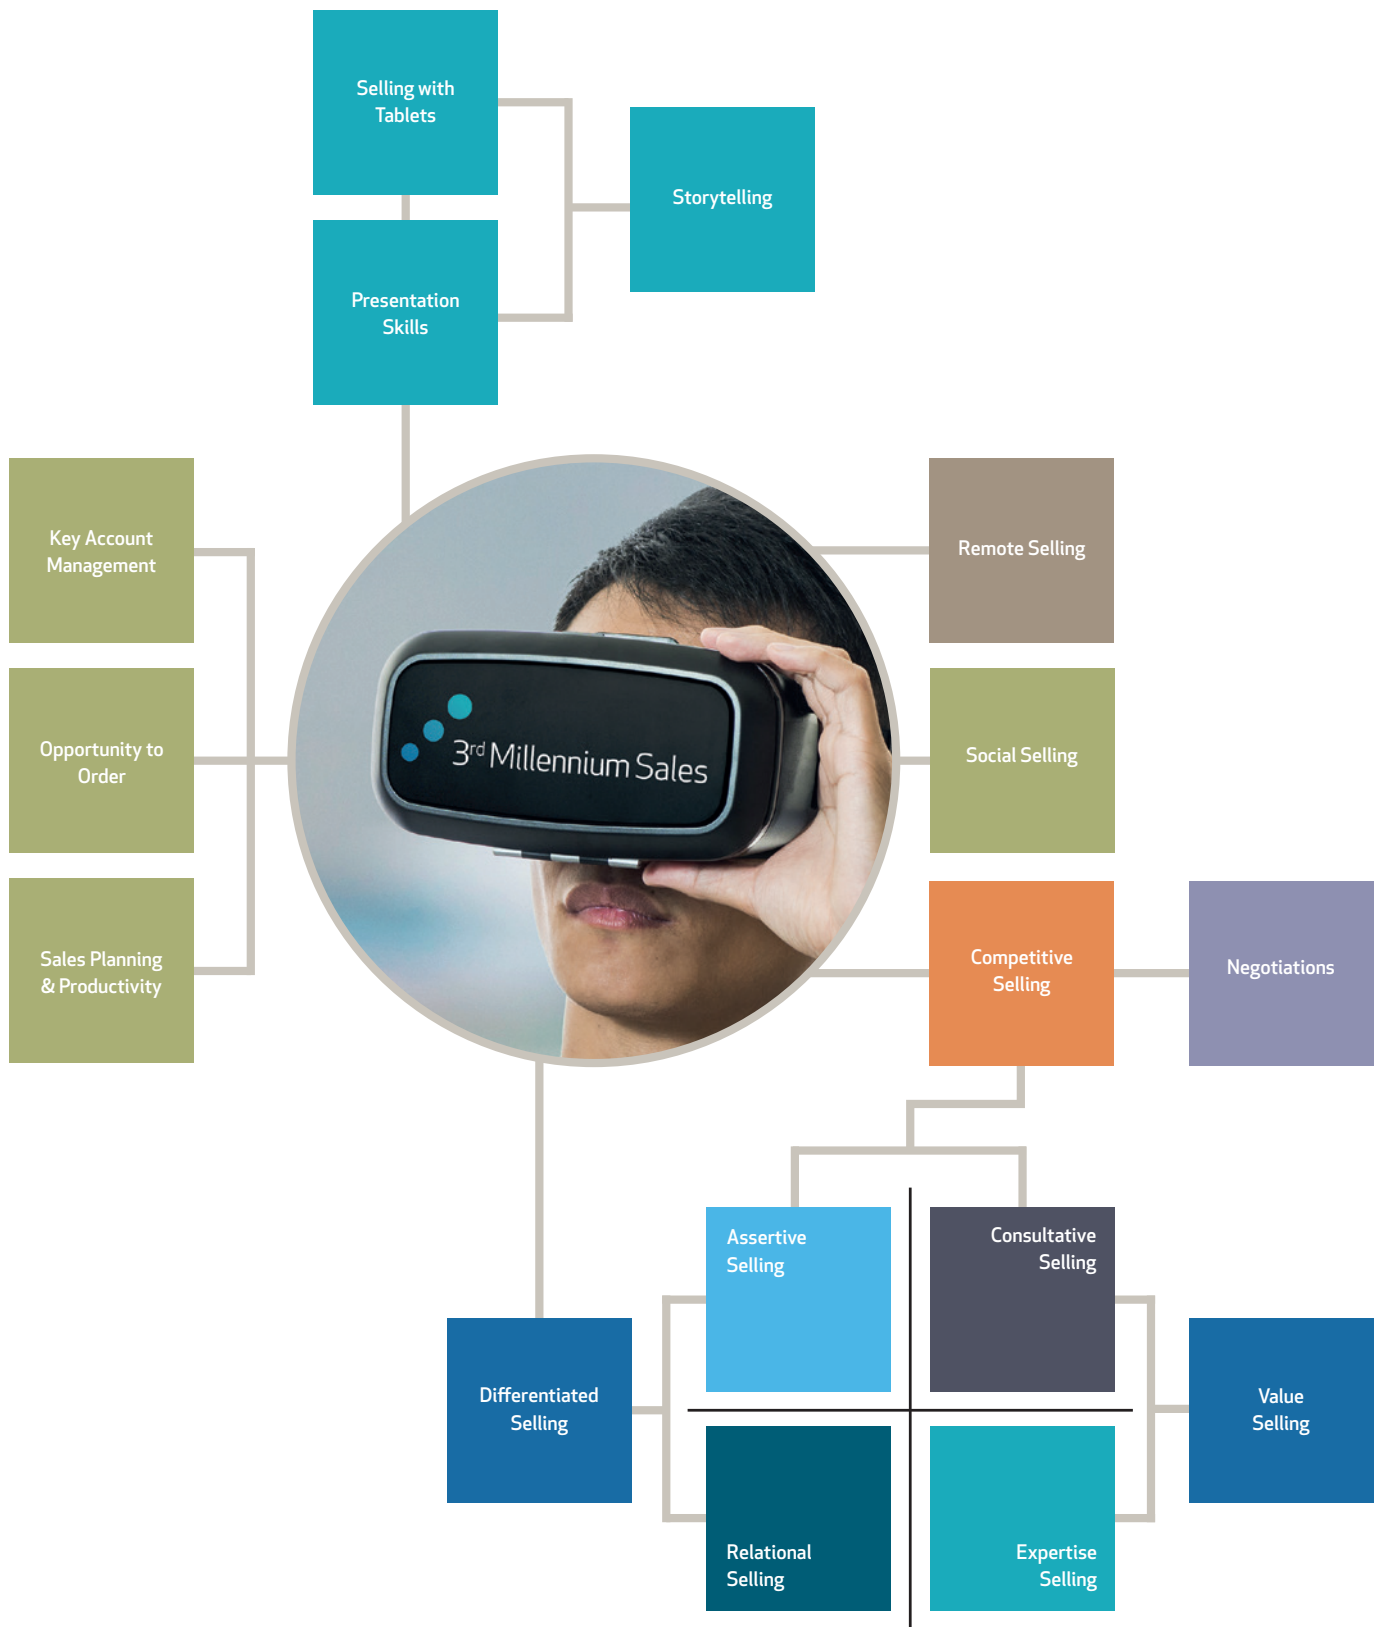 Selling with
Tablets
Storytelling
Presentation
Skills
Key Account
Management
Remote Selling
Opportunity to
Order
3rd Millennium Sales
Social Selling
Sales Planning
& Productivity
Competitive
Selling
Negotiations
Assertive
Selling
Consultative
Selling
Differentiated
Selling
Value
Selling
Relational
Selling
Expertise
Selling